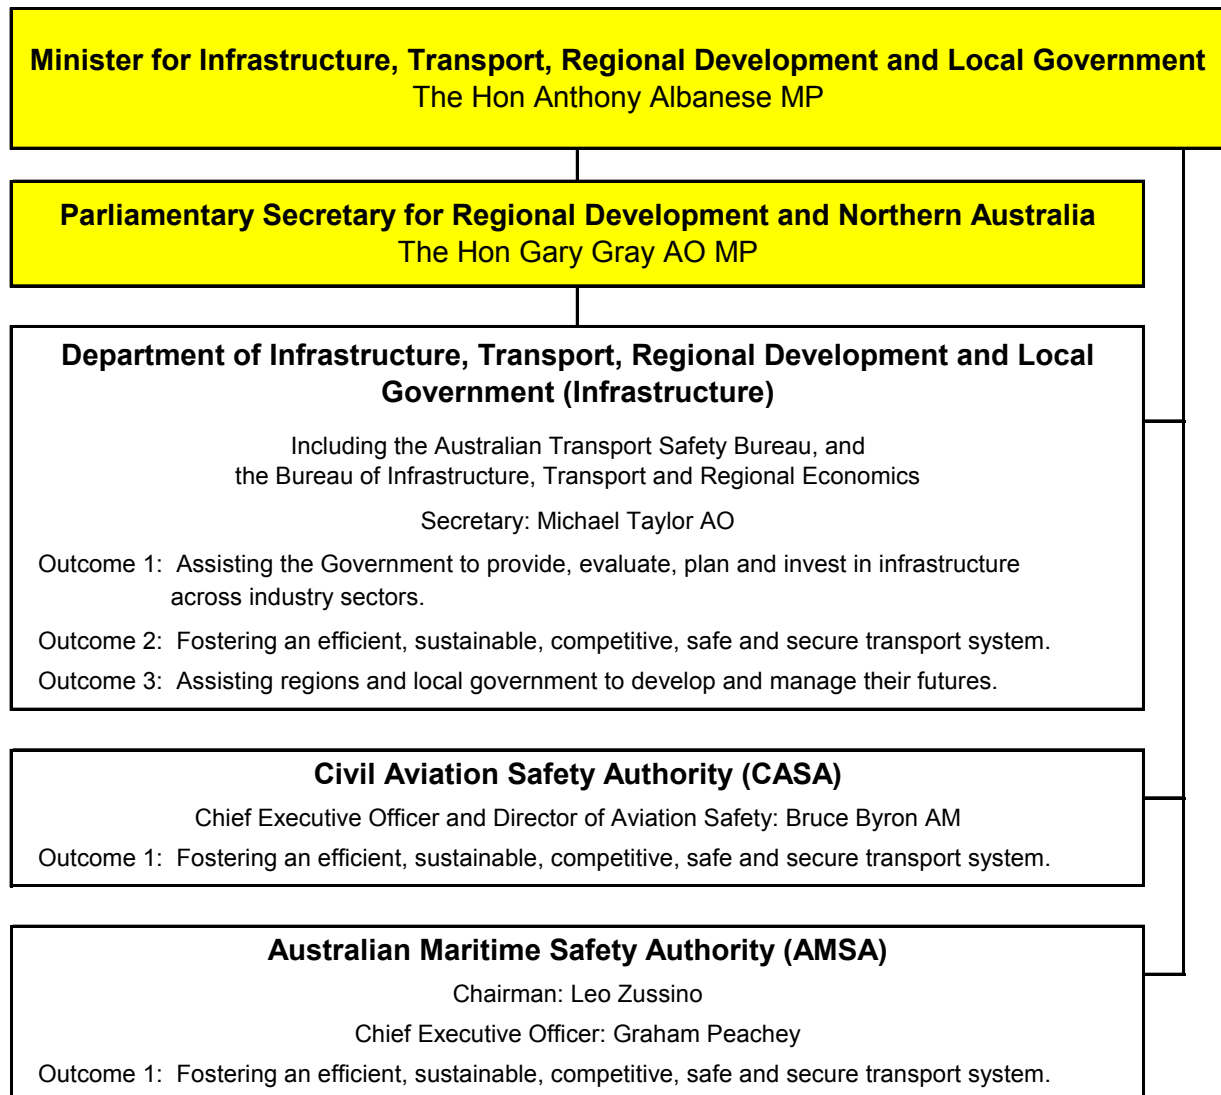 Minister for Infrastructure, Transport, Regional Development and Local Government
The Hon Anthony Albanese MP
Parliamentary Secretary for Regional Development and Northern Australia
The Hon Gary Gray AO MP
Department of Infrastructure, Transport, Regional Development and Local
Government (Infrastructure)
Including the Australian Transport Safety Bureau, and
the Bureau of Infrastructure, Transport and Regional Economics
Secretary: Michael Taylor AO
Outcome 1: Assisting the Government to provide, evaluate, plan and invest in infrastructure
across industry sectors.
Outcome 2: Fostering an efficient, sustainable, competitive, safe and secure transport system.
Outcome 3: Assisting regions and local government to develop and manage their futures.
Civil Aviation Safety Authority (CASA)
Chief Executive Officer and Director of Aviation Safety: Bruce Byron AM
Outcome 1: Fostering an efficient, sustainable, competitive, safe and secure transport system.
Australian Maritime Safety Authority (AMSA)
Chairman: Leo Zussino
Chief Executive Officer: Graham Peachey
Outcome 1: Fostering an efficient, sustainable, competitive, safe and secure transport system.